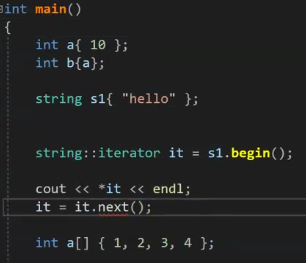 int main()
{
int a{ 10 };
int b{a};
string s1{ "hello" };
string::iterator it = s1.begin();
cout << *it << endl;
it = it.next();
int a[] { 1, 2, 3, 4 };